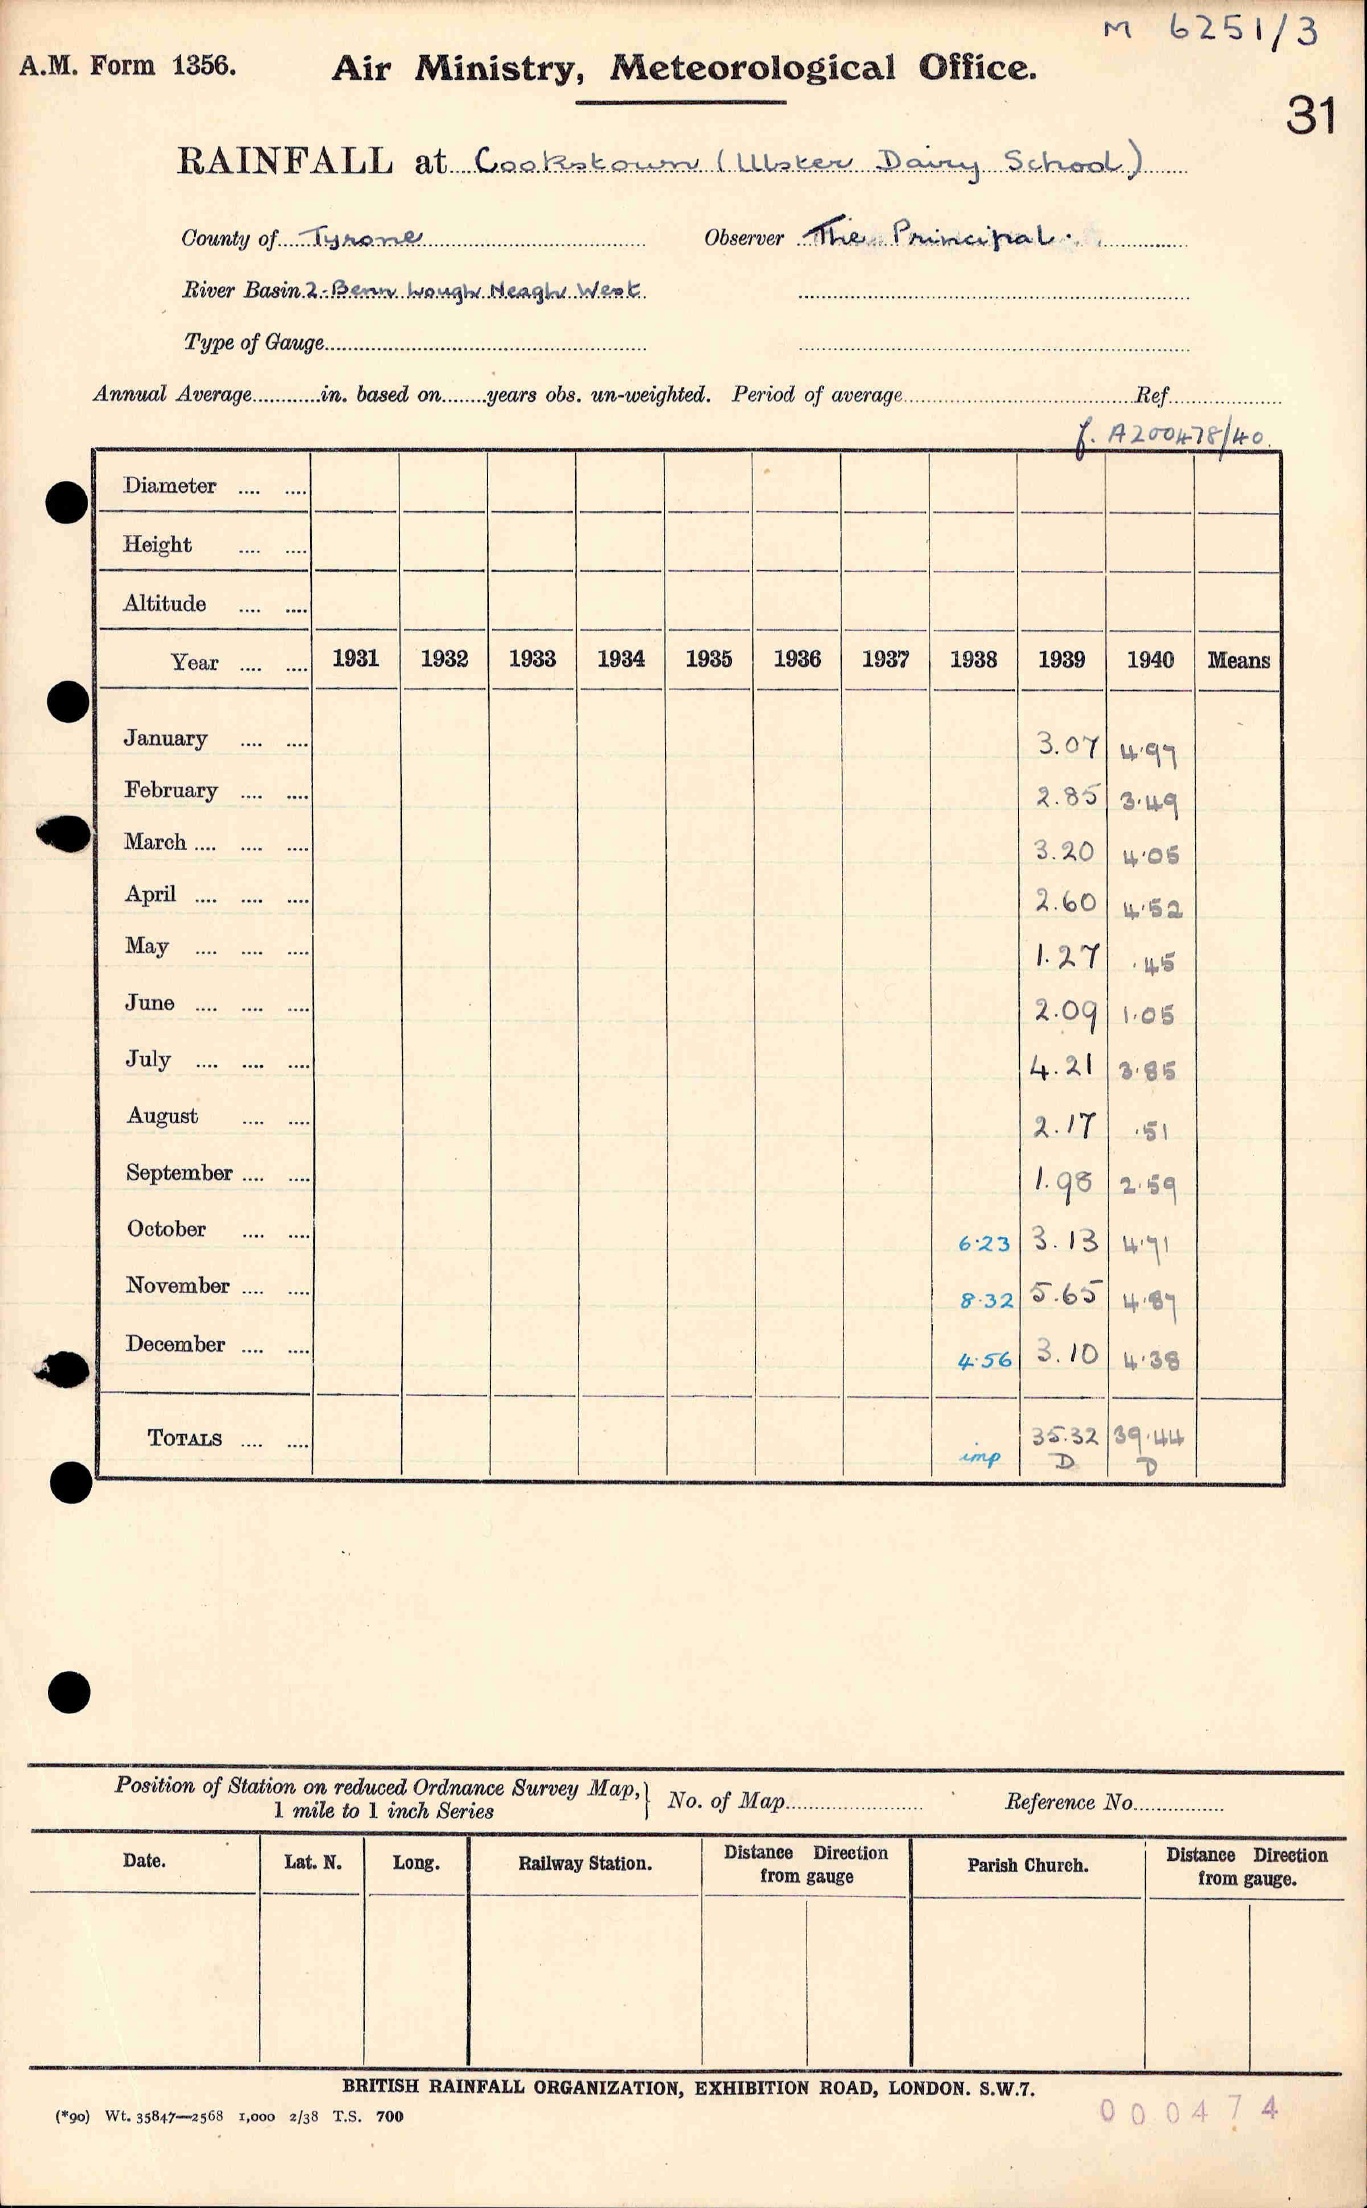 M 6251/3
A.M. Form 1356. Air Ministry, Meteorological Office.
31
RAINFALL at Cookstown (Ulster Dairy School)
County of Tyrone Observer The Principal.
River Basin 2. Benn Lough Neagh West
Type of Gauge
Annual Average in. based on years obs. un-weighted. Period of average Ref
f. A200478/40
Diameter
Height
Altitude
Year 1931 1932 1933 1934 1935 1936 1937 1938 1939 1940 Means
January 3.07 4.97
February 2.85 3.49
March 3.20 4.05
April 2.60 4.52
May 1.27 .45
June 2.09 1.05
July 4.21 3.85
August 2.17 .51
September 1.98 2.59
October 6.23 3.13 4.71
November 8.32 5.65 4.87
December 4.56 3.10 4.38
TOTALS imp 35.32 39.44
D D
Position of Station on reduced Ordnance Survey Map, } No. of Map Reference No
1 mile to 1 inch Series
Date. Lat. N. Long. Railway Station. Distance Direction from gauge Parish Church. Distance Direction from gauge.
BRITISH RAINFALL ORGANIZATION, EXHIBITION ROAD, LONDON. S.W.7.
(*90) Wt. 35847—2568 1,000 2/38 T.S. 700
000474